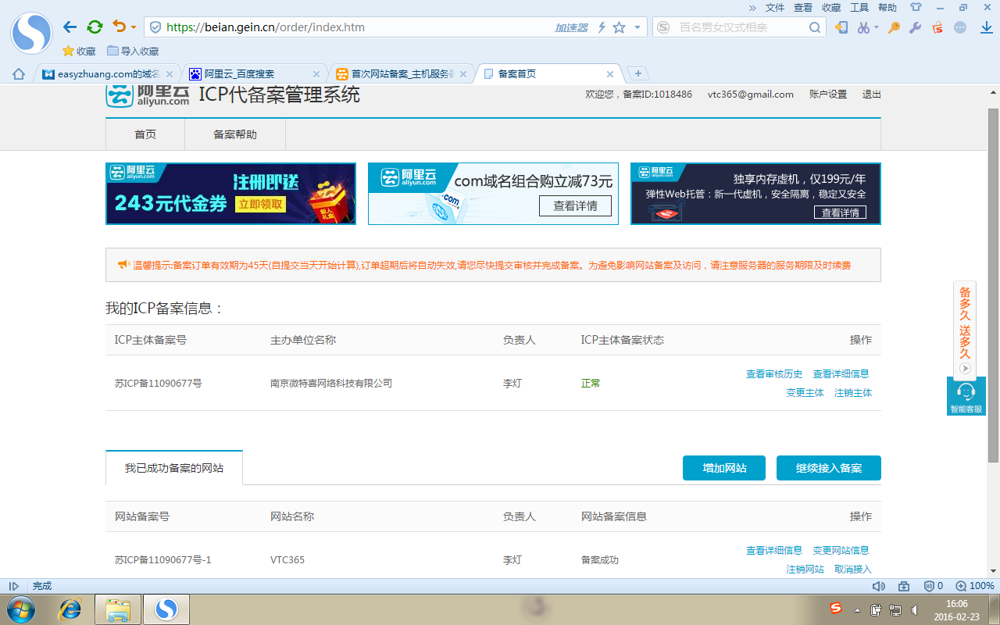 » 文件 查看 收藏 工具 帮助
https://beian.gein.cn/order/index.htm 加速器 百名男女汉式相亲
收藏 导入收藏
easyzhuang.com的域名 阿里云_百度搜索 首次网站备案_主机服务器 备案首页
阿里云 aliyun.com ICP代备案管理系统 欢迎您，备案ID:1018486 vtc365@gmail.com 账户设置 退出
首页 备案帮助
阿里云 aliyun.com
注册即送
243元代金券 立即领取
新人礼盒
阿里云 aliyun.com
com域名组合购立减73元
.com
查看详情
阿里云 aliyun.com
独享内存虚机，仅199元/年
弹性Web托管：新一代虚机，安全隔离，稳定又安全
查看详情
温馨提示:备案订单有效期为45天(自提交当天开始计算),订单超期后将自动失效,请您尽快提交审核并完成备案。为避免影响网站备案及访问，请注意服务器的服务期限及时续费
我的ICP备案信息：
ICP主体备案号 主办单位名称 负责人 ICP主体备案状态 操作
苏ICP备11090677号 南京微特喜网络科技有限公司 李灯 正常 查看审核历史 查看详细信息
变更主体 注销主体
备多久送多久
智能客服
我已成功备案的网站 增加网站 继续接入备案
网站备案号 网站名称 负责人 网站备案信息 操作
苏ICP备11090677号-1 VTC365 李灯 备案成功 查看详细信息 变更网站信息
注销网站 取消接入
完成 0 100%
16:06
2016-02-23